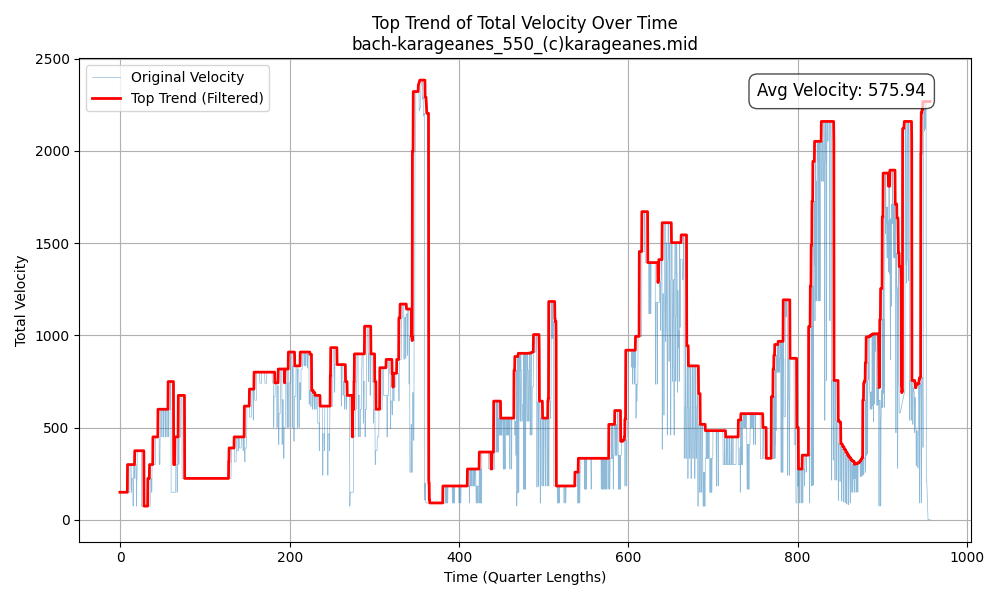 Top Trend of Total Velocity Over Time
bach-karageanes_550_(c)karageanes.mid
2500
Original Velocity
Top Trend (Filtered)
Avg Velocity: 575.94
2000
1500
1000
500
0
Total Velocity
0 200 400 600 800 1000
Time (Quarter Lengths)